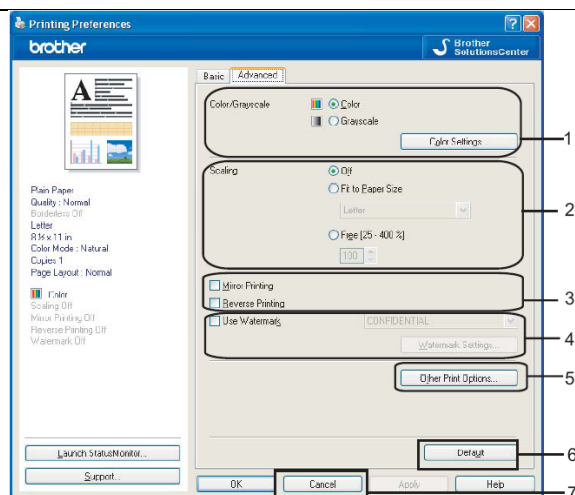 Printing Preferences
brother
Brother
SolutionsCenter
Basic
Advanced
Color/Grayscale
Color
Grayscale
Color Settings
1
Scaling
Off
Fit to Paper Size
Letter
Free [25 - 400 %]
100
2
Mirror Printing
Reverse Printing
3
Use Watermark
CONFIDENTIAL
Watermark Settings...
4
Other Print Options...
5
Default
6
Plain Paper
Quality : Normal
Borderless Off
Letter
8 ½ x 11 in
Color Mode : Natural
Copies 1
Page Layout : Normal
Color
Scaling Off
Mirror Printing Off
Reverse Printing Off
Watermark Off
Launch StatusMonitor...
Support...
OK
Cancel
Apply
Help
7